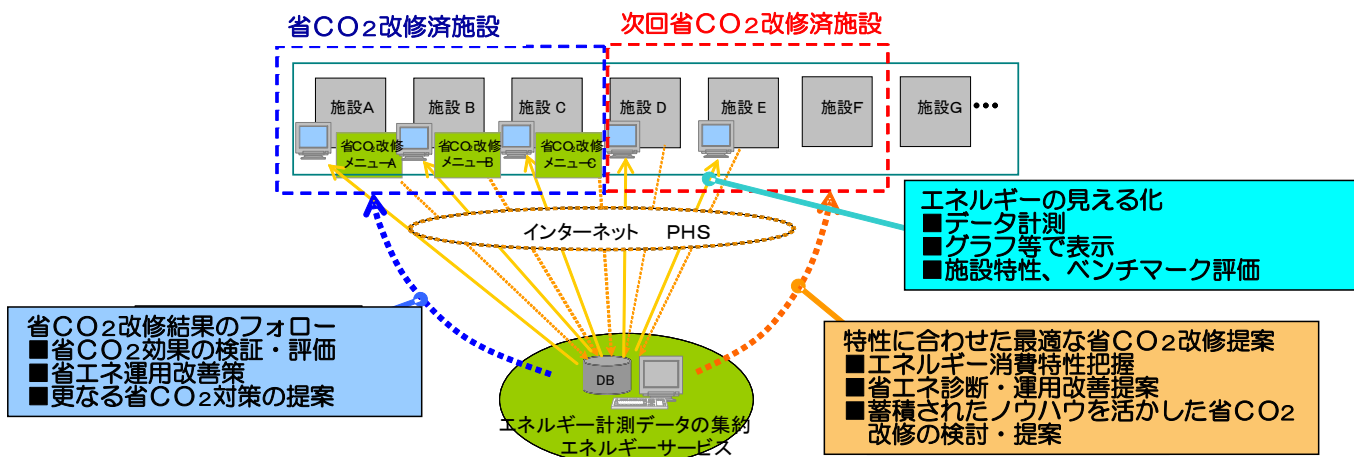 省CO2改修済施設
次回省CO2改修済施設
施設A
施設B
施設C
施設D
施設E
施設F
施設G
•••
省CO2改修
メニューA
省CO2改修
メニューB
省CO2改修
メニューC
インターネット PHS
エネルギーの見える化
■データ計測
■グラフ等で表示
■施設特性、ベンチマーク評価
省CO2改修結果のフォロー
■省CO2効果の検証・評価
■省エネ運用改善策
■更なる省CO2対策の提案
DB
エネルギー計測データの集約
エネルギーサービス
特性に合わせた最適な省CO2改修提案
■エネルギー消費特性把握
■省エネ診断・運用改善提案
■蓄積されたノウハウを活かした省CO2
改修の検討・提案